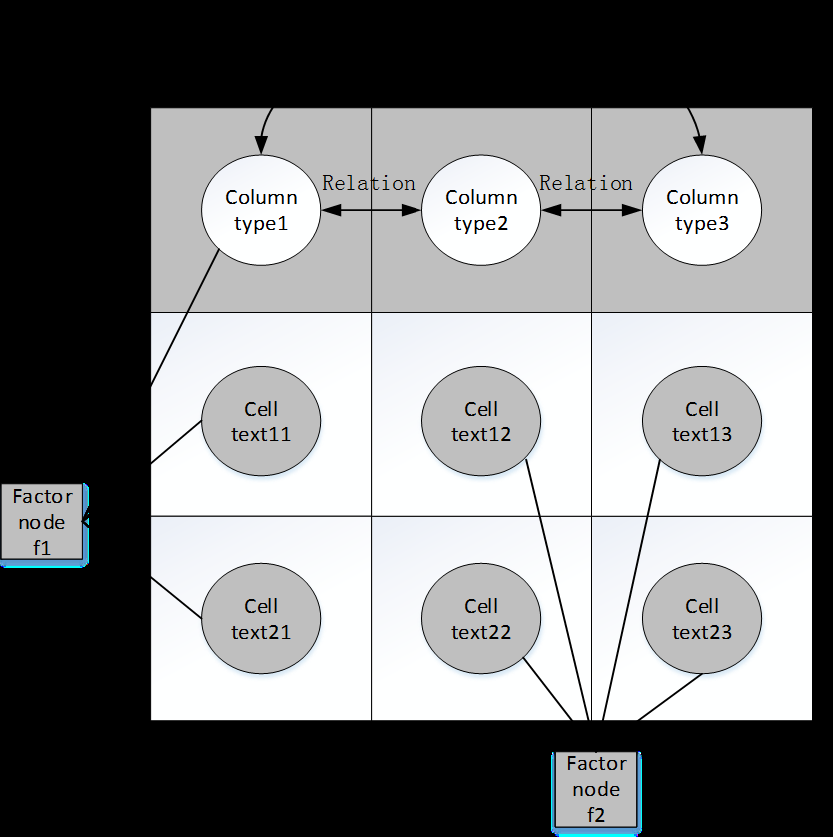 Relation Relation
Column
type1
Column
type2
Column
type3
Cell
text11
Cell
text12
Cell
text13
Factor
node
f1
Cell
text21
Cell
text22
Cell
text23
Factor
node
f2